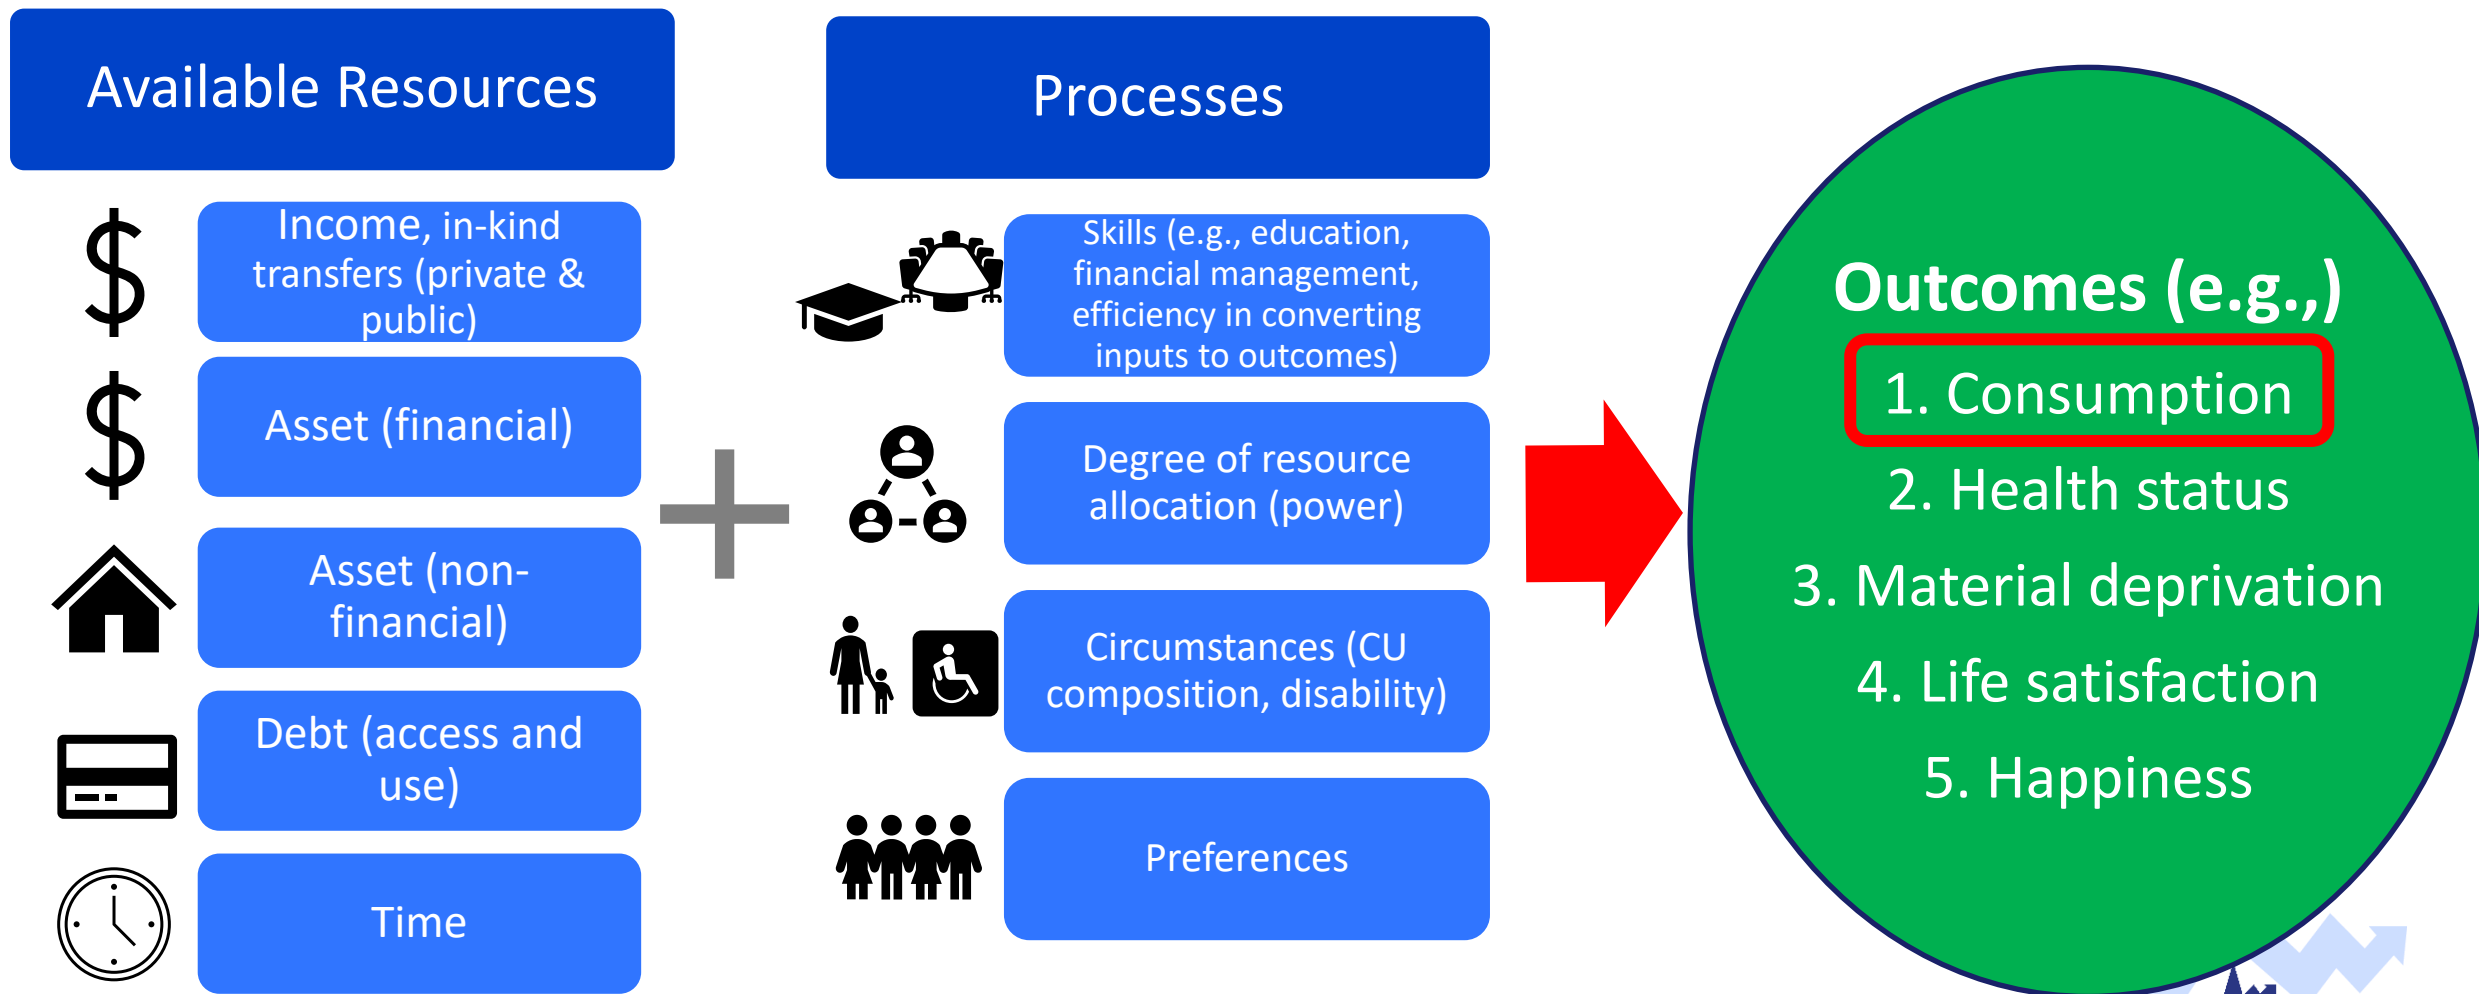 Available Resources
Income, in-kind
transfers (private &
public)
Asset (financial)
Asset (non-
financial)
Debt (access and
use)
Time
Processes
Skills (e.g., education,
financial management,
efficiency in converting
inputs to outcomes)
Degree of resource
allocation (power)
Circumstances (CU
composition, disability)
Preferences
Outcomes (e.g.,)
1. Consumption
2. Health status
3. Material deprivation
4. Life satisfaction
5. Happiness